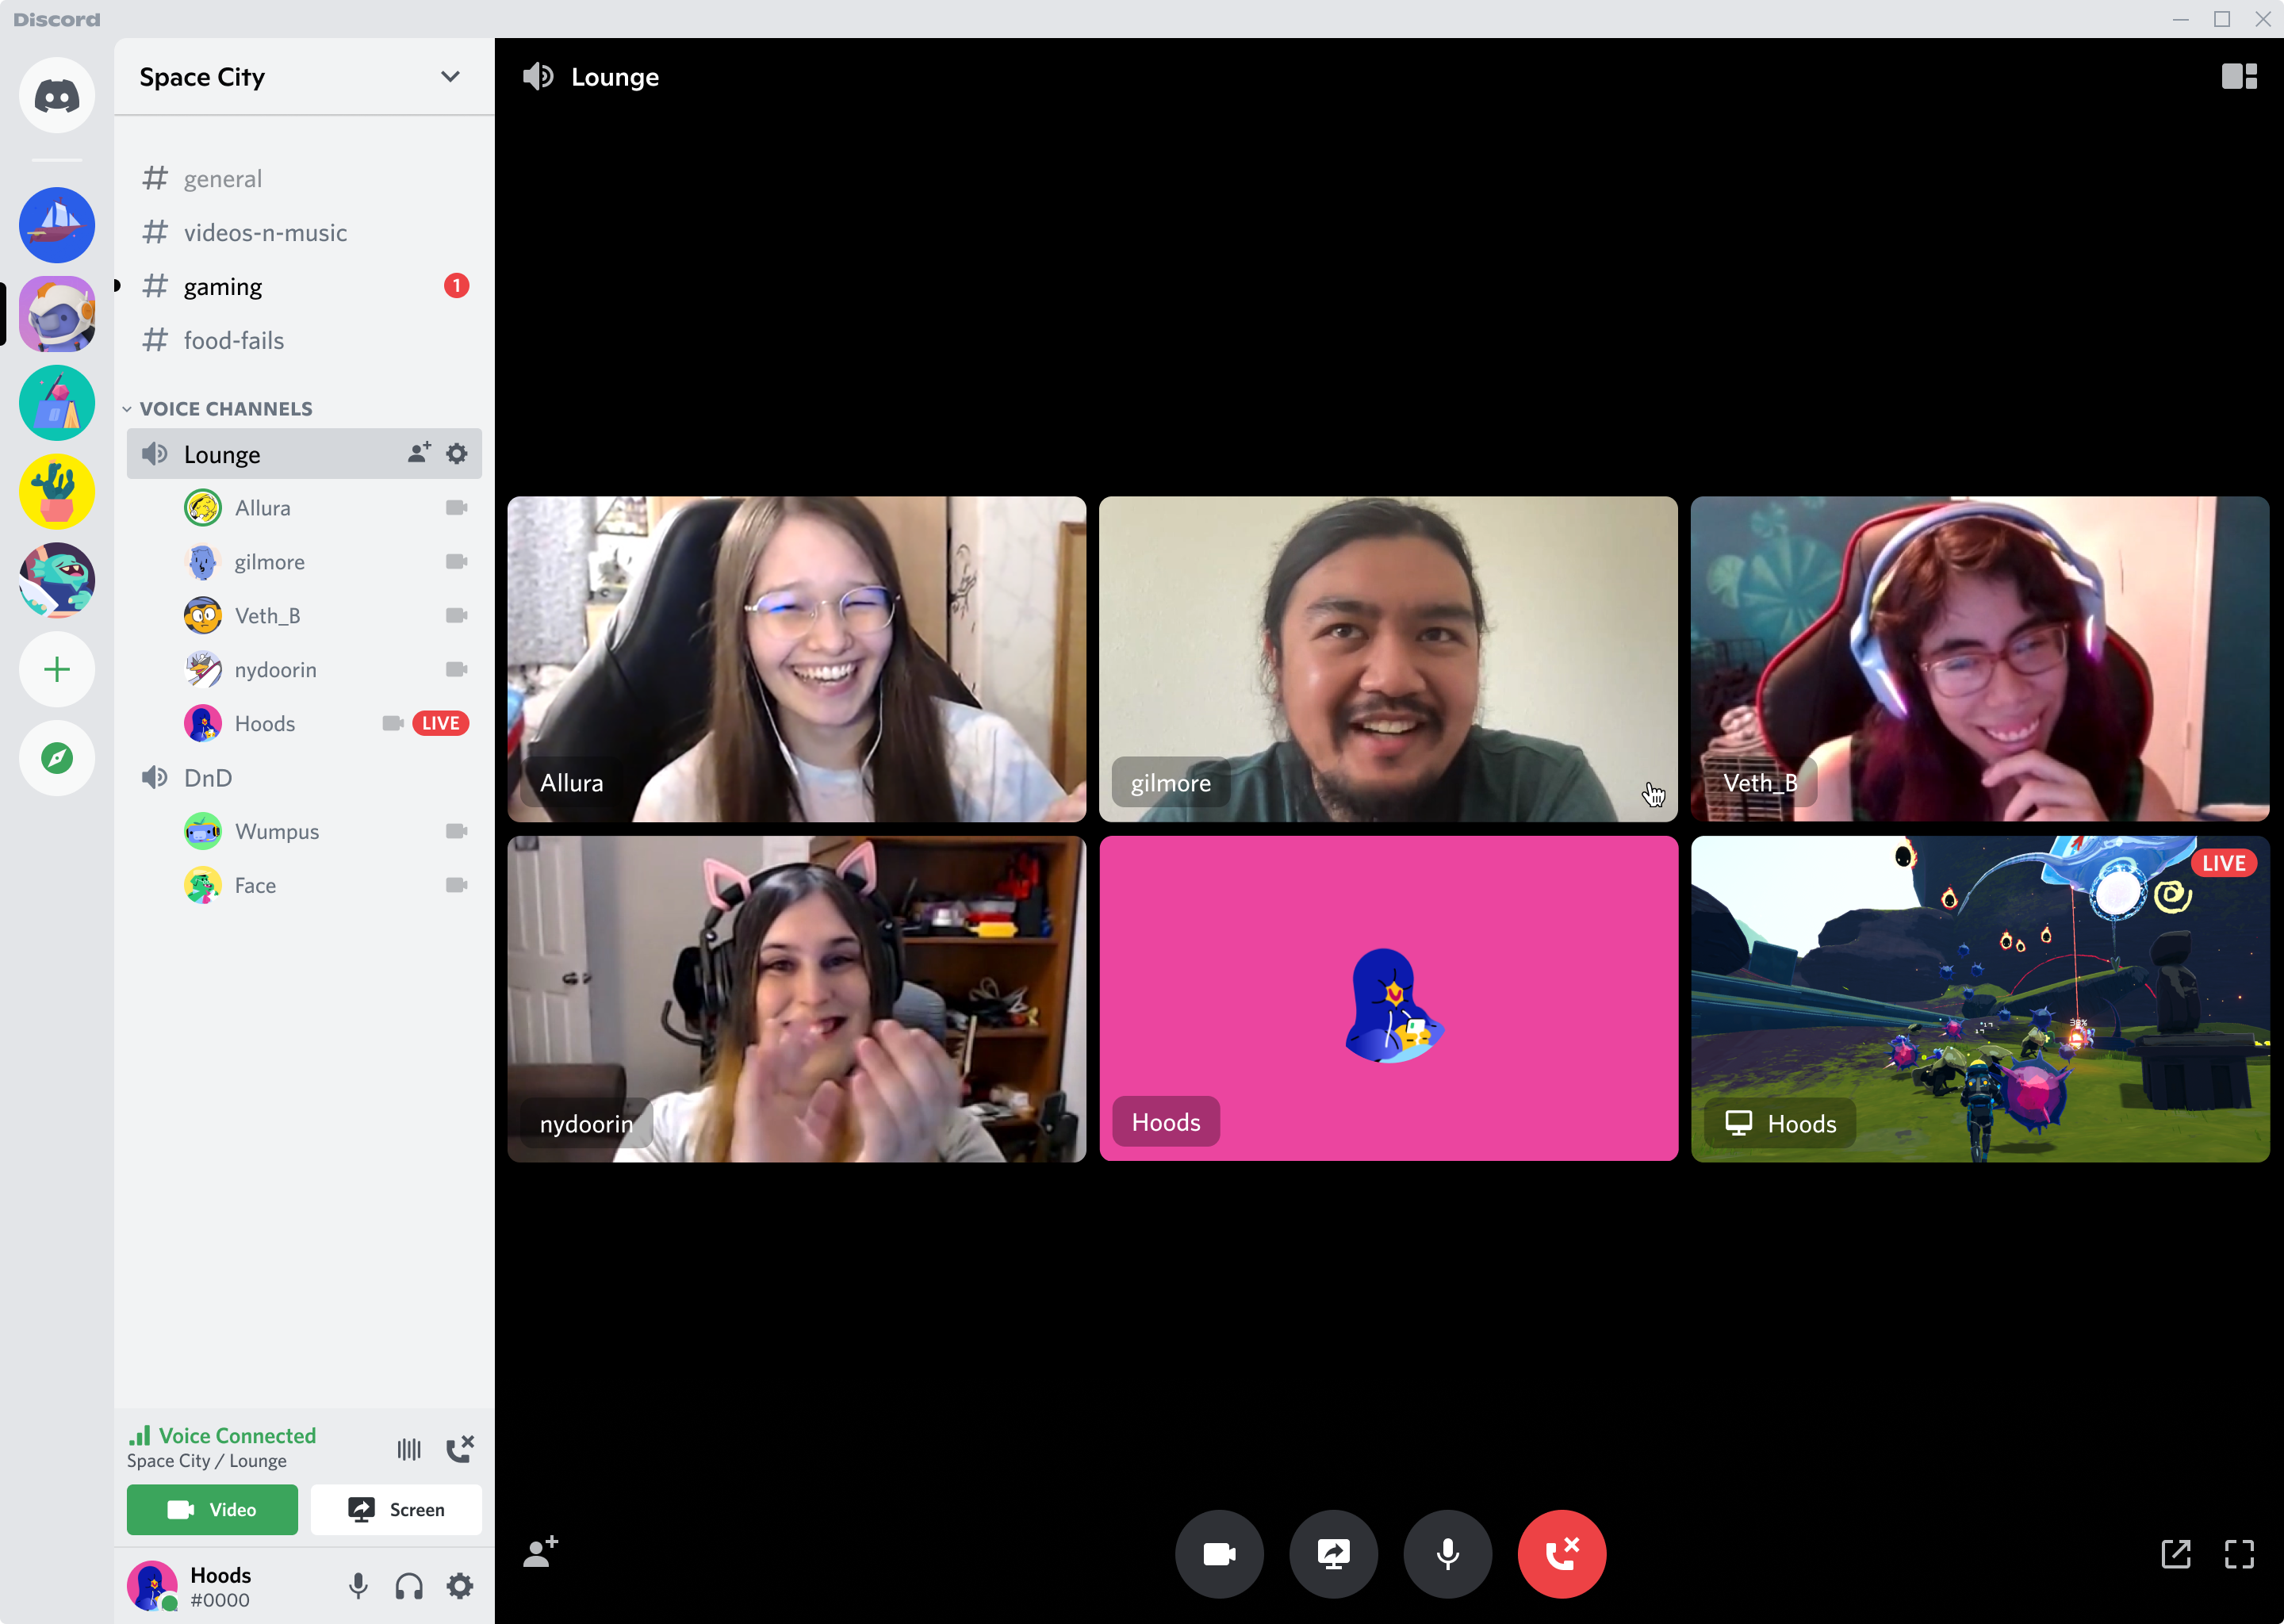 Discord
Space City
general
videos-n-music
gaming
1
food-fails
VOICE CHANNELS
Lounge
Allura
gilmore
Veth_B
nydoorin
Hoods
LIVE
DnD
Wumpus
Face
Voice Connected
Space City / Lounge
Video
Screen
Hoods
#0000
Lounge
Allura
gilmore
Veth_B
nydoorin
Hoods
LIVE
Hoods